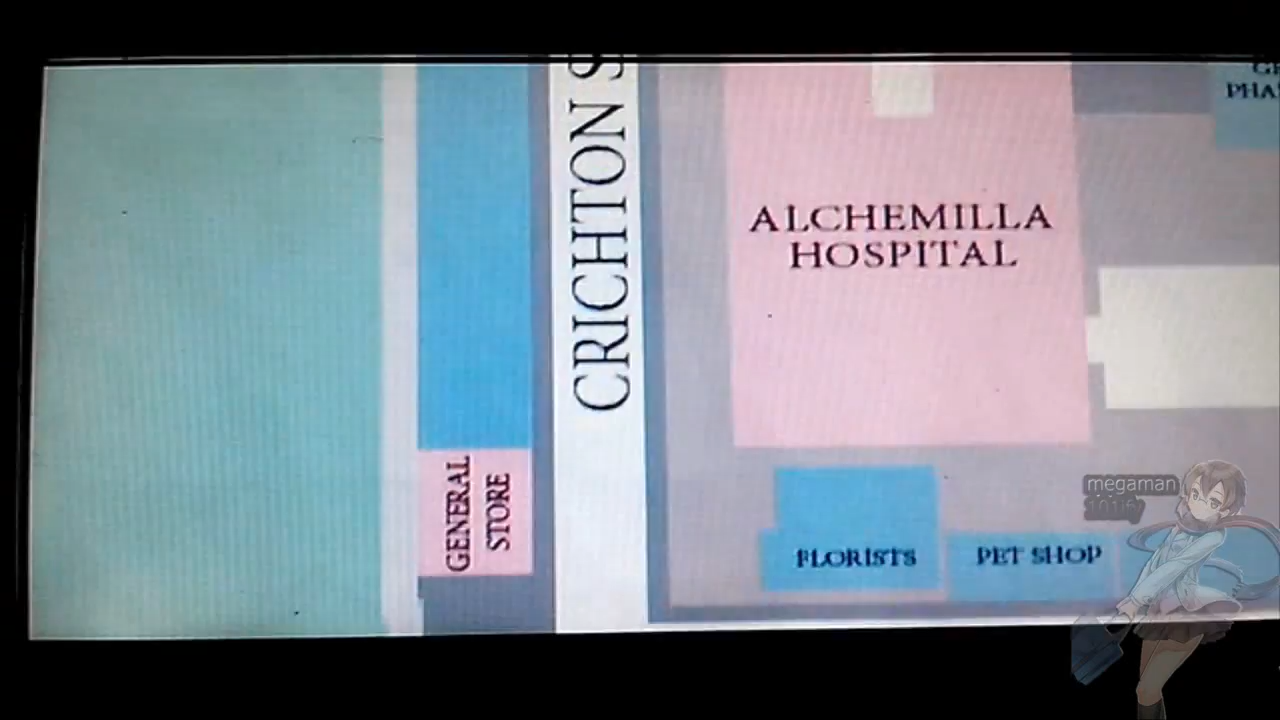 CRICHTON S
ALCHEMILLA
HOSPITAL
GENERAL
STORE
FLORISTS
PET SHOP
megaman